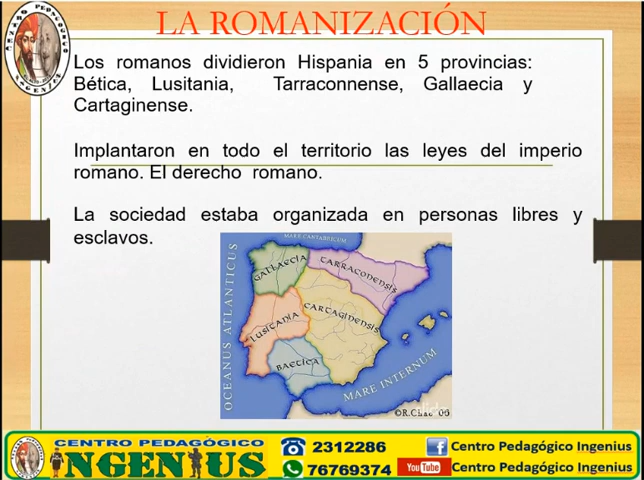 LA ROMANIZACIÓN
Los romanos dividieron Hispania en 5 provincias:
Bética, Lusitania, Tarraconnense, Gallaecia y
Cartaginense.
Implantaron en todo el territorio las leyes del imperio
romano. El derecho romano.
La sociedad estaba organizada en personas libres y
esclavos.
MARE CANTABRICUM
GALLAECIA
CARRACONENSIS
CARTAGINENSIS
LUSITANIA
BAETICA
OCEANUS ATLANTICUS
MARE INTERNUM
CENTRO PEDAGÓGICO
INGENIUS
2312286
76769374
Centro Pedagógico Ingenius
YouTube Centro Pedagógico Ingenius